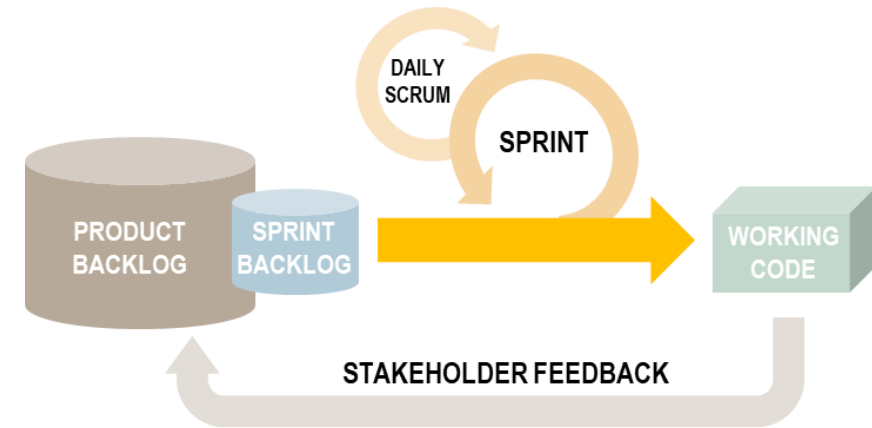 DAILY
SCRUM
SPRINT
PRODUCT
BACKLOG
SPRINT
BACKLOG
WORKING
CODE
STAKEHOLDER FEEDBACK